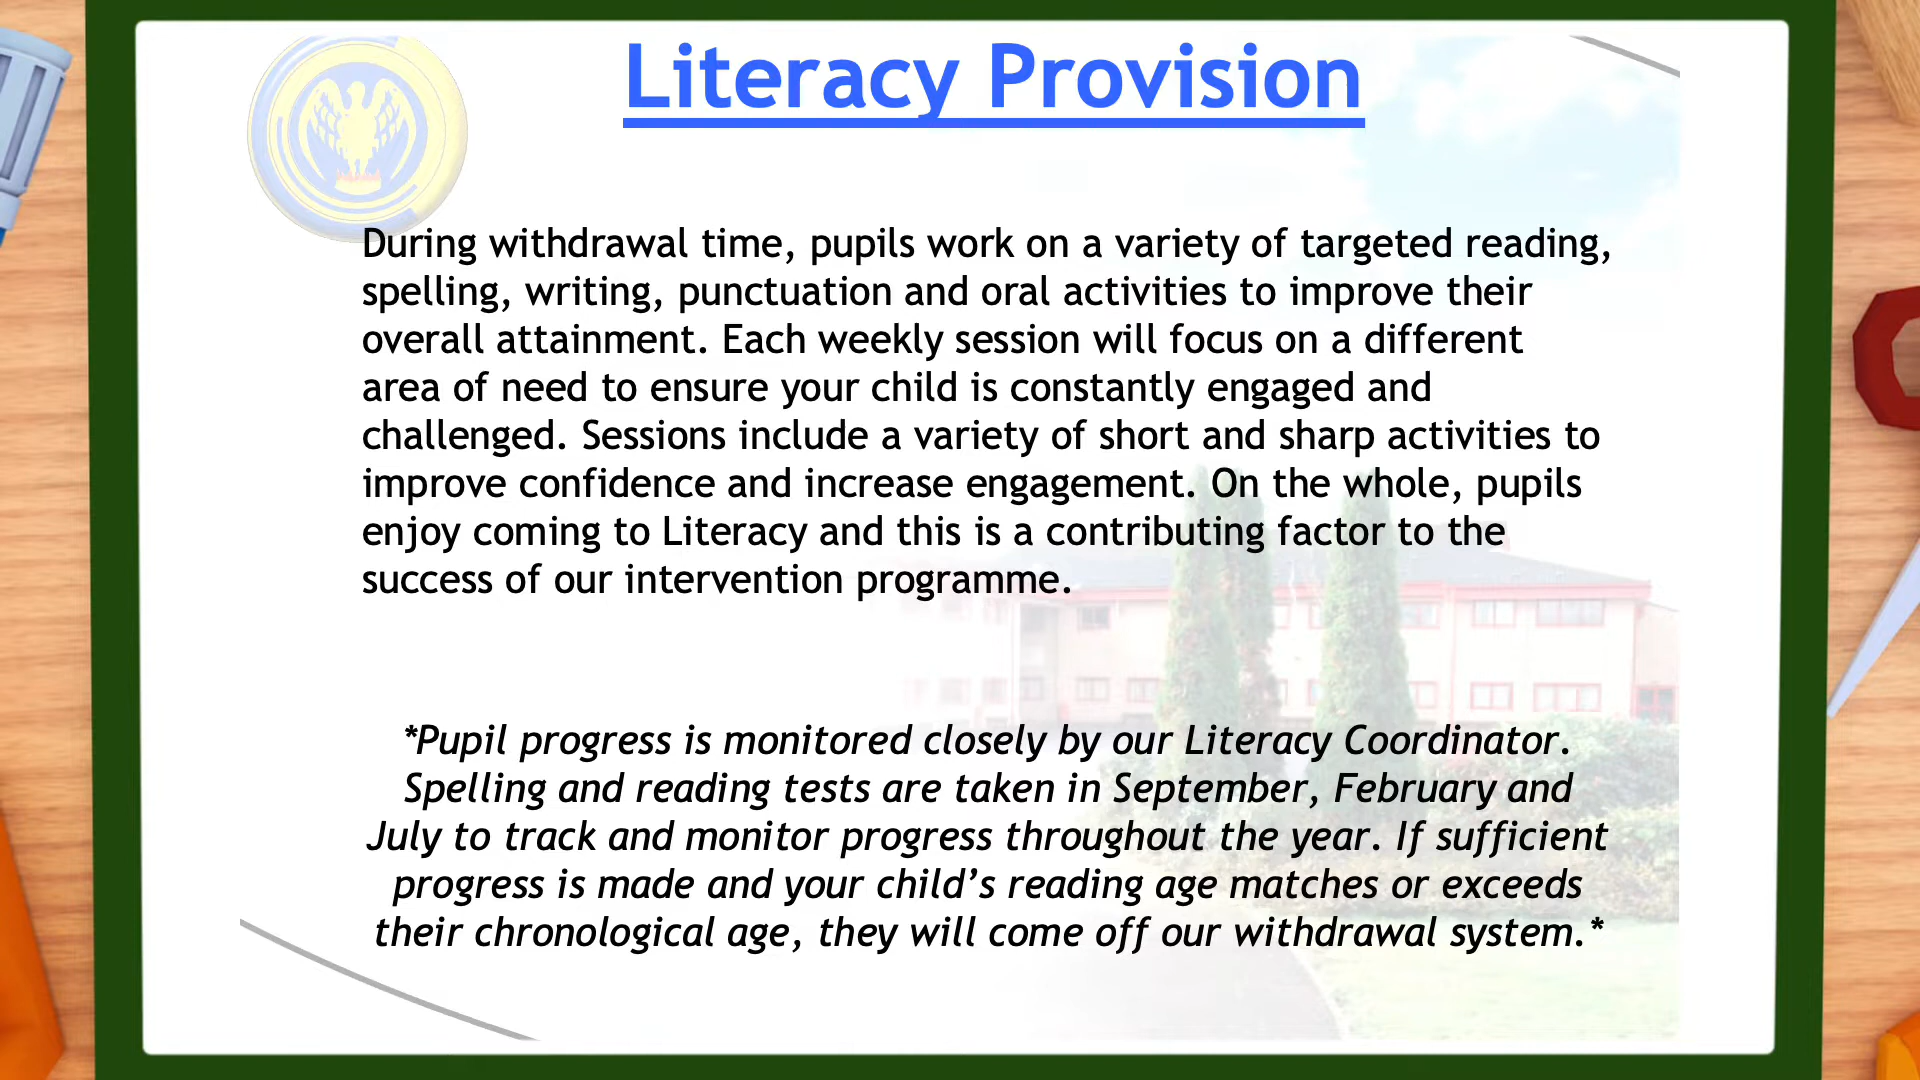 Literacy Provision
During withdrawal time, pupils work on a variety of targeted reading,
spelling, writing, punctuation and oral activities to improve their
overall attainment. Each weekly session will focus on a different
area of need to ensure your child is constantly engaged and
challenged. Sessions include a variety of short and sharp activities to
improve confidence and increase engagement. On the whole, pupils
enjoy coming to Literacy and this is a contributing factor to the
success of our intervention programme.
*Pupil progress is monitored closely by our Literacy Coordinator.
Spelling and reading tests are taken in September, February and
July to track and monitor progress throughout the year. If sufficient
progress is made and your child’s reading age matches or exceeds
their chronological age, they will come off our withdrawal system.*